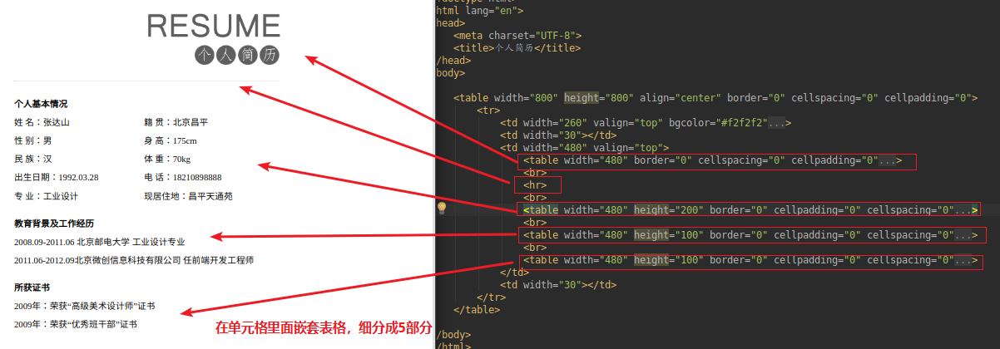 RESUME
个人简历
个人基本情况
姓 名：张达山 籍 贯：北京昌平
性 别：男 身 高：175cm
民 族：汉 体 重：70kg
出生日期：1992.03.28 电 话：18210898888
专 业：工业设计 现居住地：昌平天通苑
教育背景及工作经历
2008.09-2011.06 北京邮电大学 工业设计专业
2011.06-2012.09北京微创信息科技有限公司 任前端开发工程师
所获证书
2009年：荣获“高级美术设计师”证书
2009年：荣获“优秀班干部”证书
在单元格里面嵌套表格，细分成5部分
html lang="en">
head>
<meta charset="UTF-8">
<title>个人简历</title>
/head>
body>
<table width="800" height="800" align="center" border="0" cellspacing="0" cellpadding="0">
<tr>
<td width="260" valign="top" bgcolor="#f2f2f2"...>
<td width="30"></td>
<td width="480" valign="top">
<table width="480" border="0" cellspacing="0" cellpadding="0"...>
<br>
<hr>
<br>
<table width="480" height="200" border="0" cellpadding="0" cellspacing="0"...>
<br>
<table width="480" height="100" border="0" cellpadding="0" cellspacing="0"...>
<br>
<table width="480" height="100" border="0" cellpadding="0" cellspacing="0"...>
</td>
<td width="30"></td>
</tr>
</table>
/body>
/html>